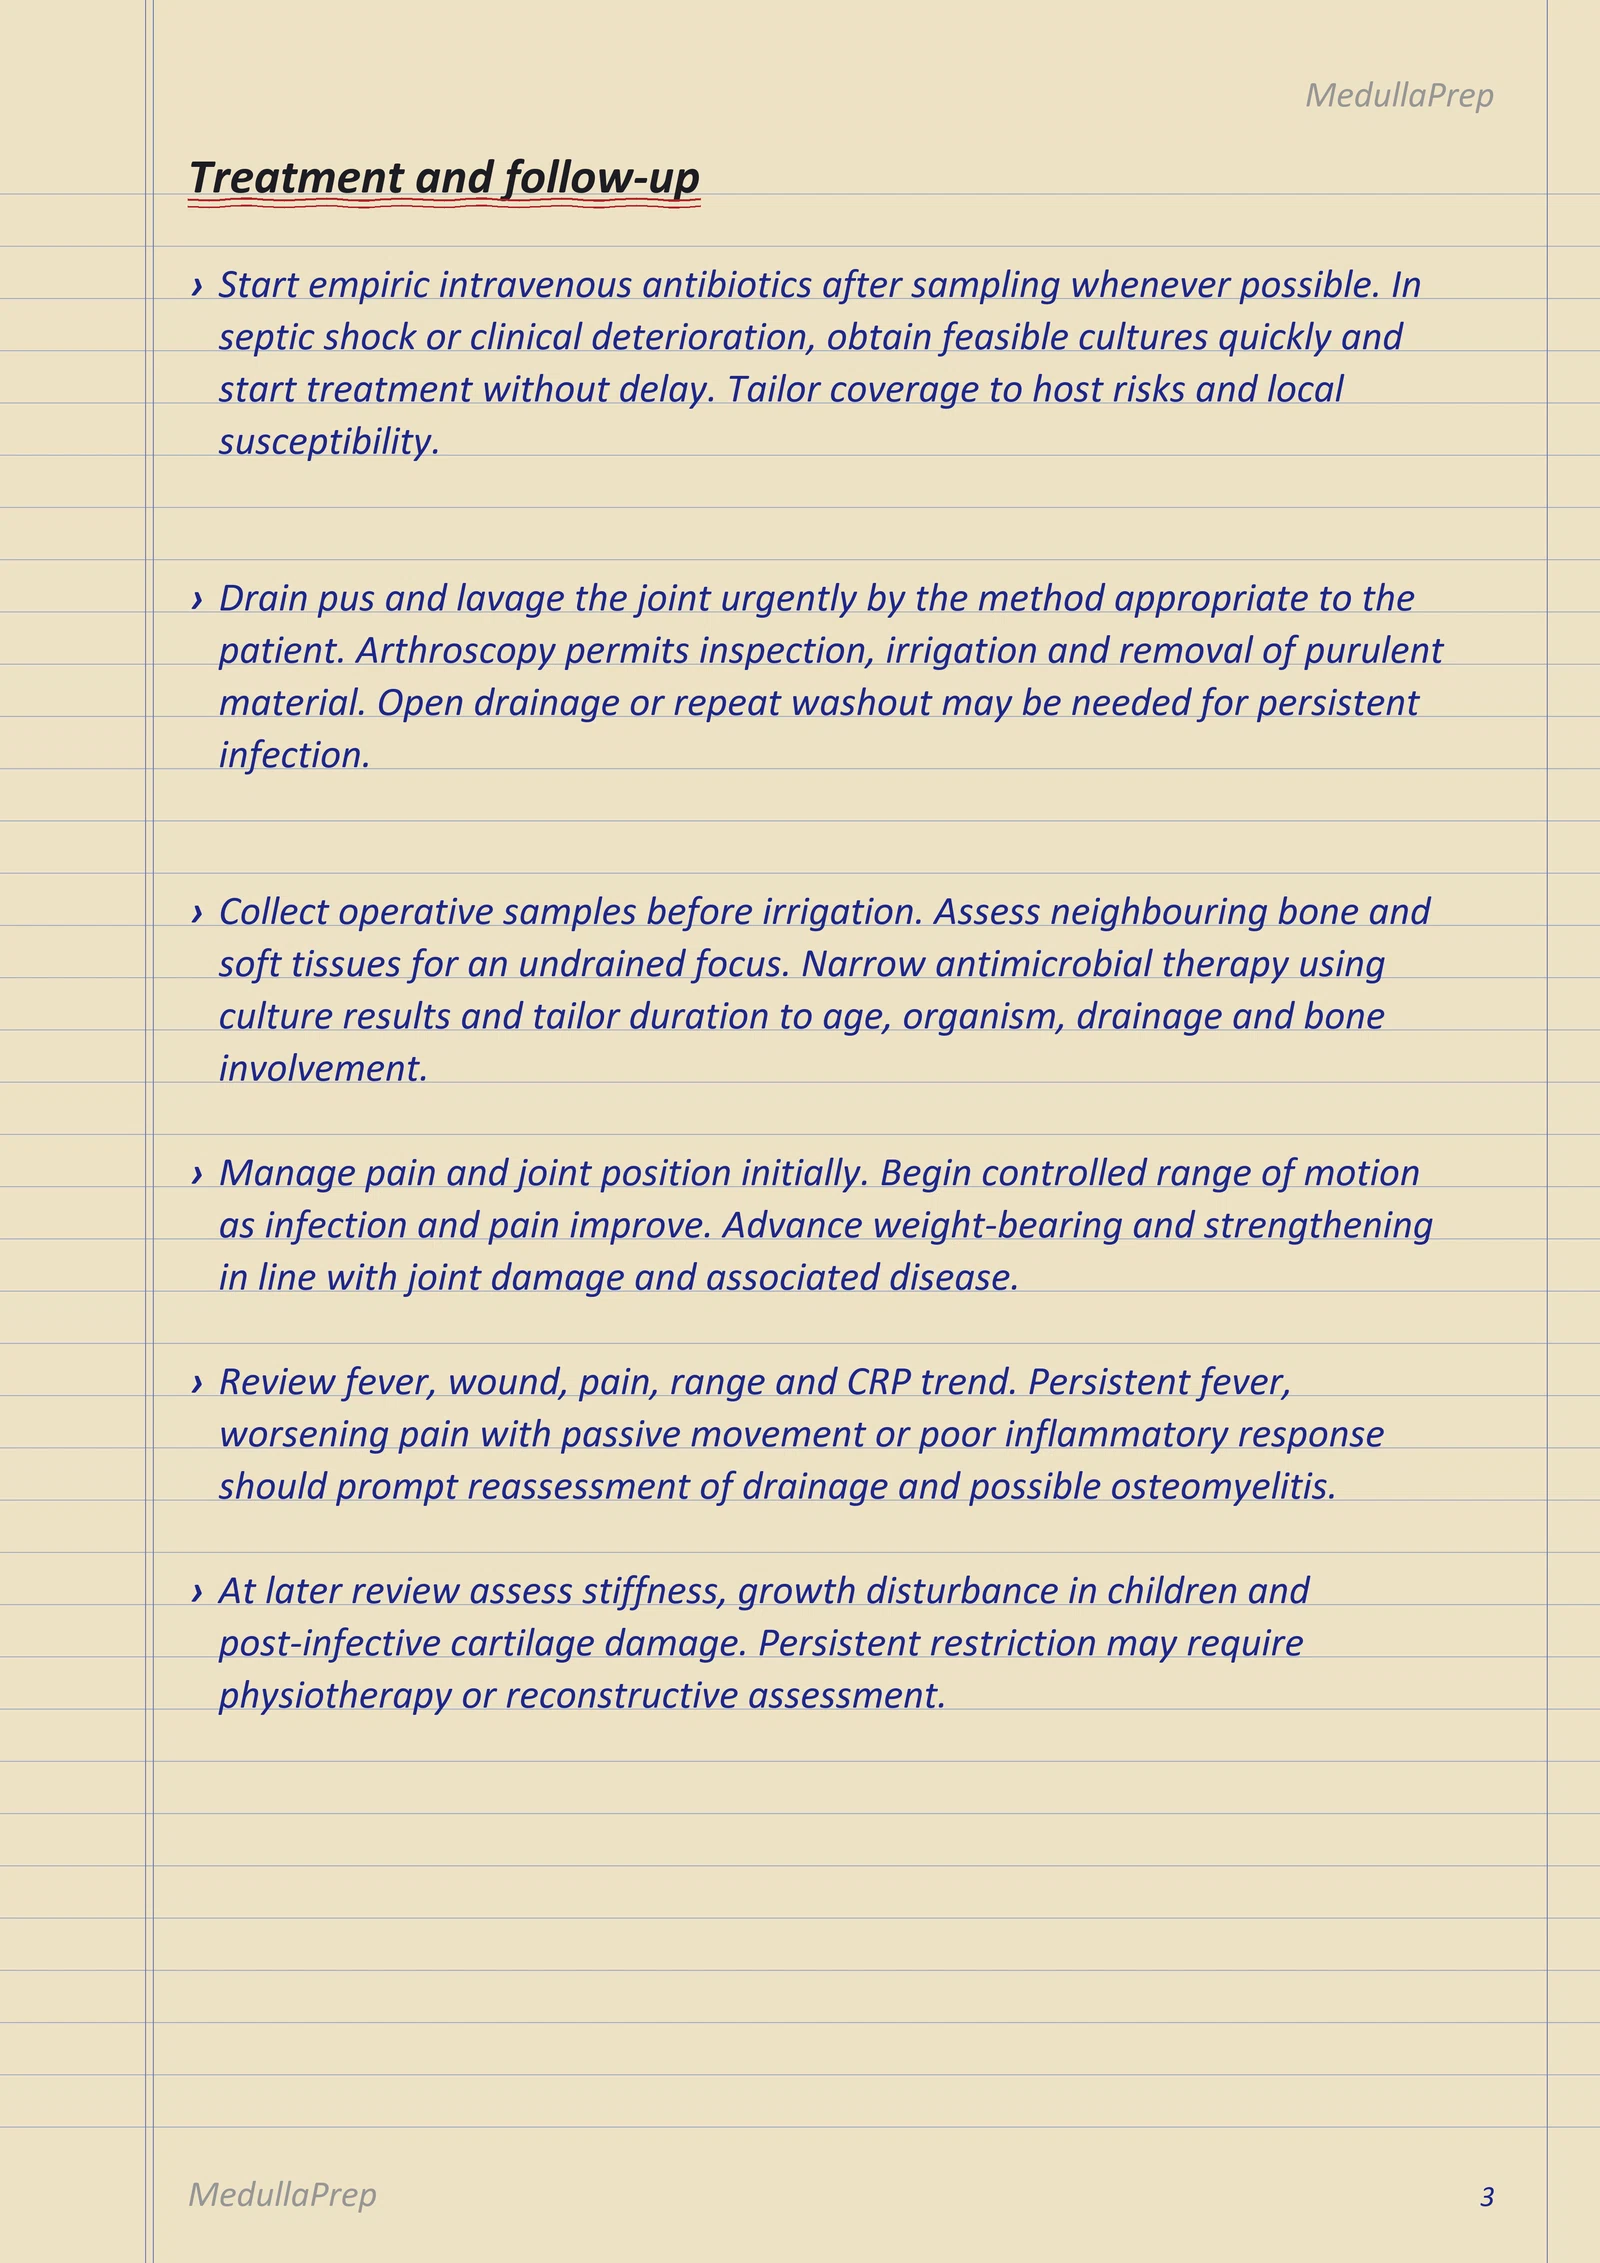 MedullaPrep
Treatment and follow-up
› Start empiric intravenous antibiotics after sampling whenever possible. In
septic shock or clinical deterioration, obtain feasible cultures quickly and
start treatment without delay. Tailor coverage to host risks and local
susceptibility.
› Drain pus and lavage the joint urgently by the method appropriate to the
patient. Arthroscopy permits inspection, irrigation and removal of purulent
material. Open drainage or repeat washout may be needed for persistent
infection.
› Collect operative samples before irrigation. Assess neighbouring bone and
soft tissues for an undrained focus. Narrow antimicrobial therapy using
culture results and tailor duration to age, organism, drainage and bone
involvement.
› Manage pain and joint position initially. Begin controlled range of motion
as infection and pain improve. Advance weight-bearing and strengthening
in line with joint damage and associated disease.
› Review fever, wound, pain, range and CRP trend. Persistent fever,
worsening pain with passive movement or poor inflammatory response
should prompt reassessment of drainage and possible osteomyelitis.
› At later review assess stiffness, growth disturbance in children and
post-infective cartilage damage. Persistent restriction may require
physiotherapy or reconstructive assessment.
MedullaPrep
3